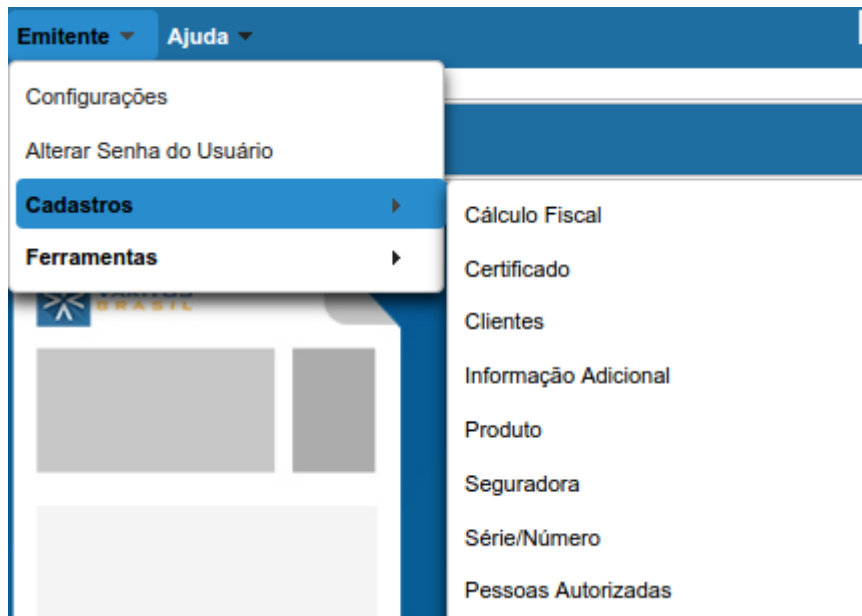 Emitente Ajuda
Configurações
Alterar Senha do Usuário
Cadastros
Ferramentas
Cálculo Fiscal
Certificado
Clientes
Informação Adicional
Produto
Seguradora
Série/Número
Pessoas Autorizadas
BRASIL